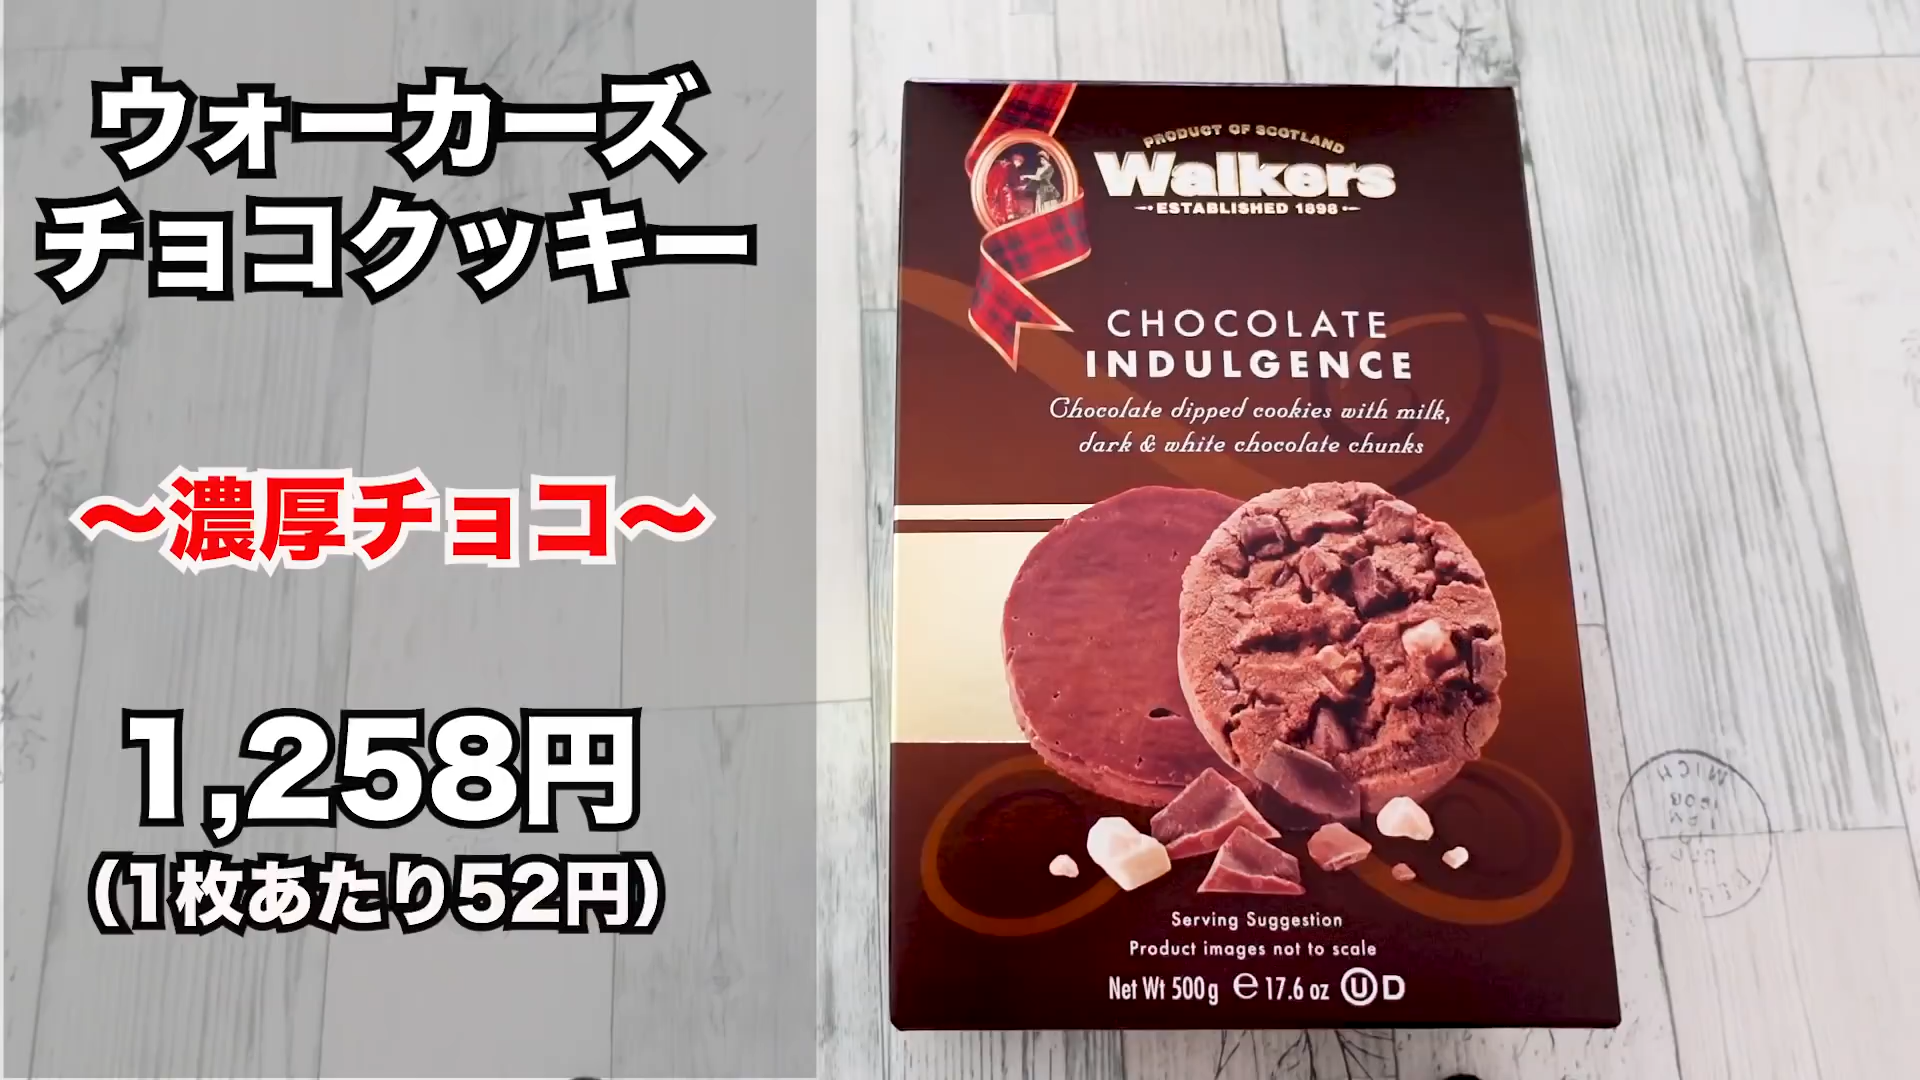 ウォーカーズ
チョコクッキー
〜濃厚チョコ〜
1,258円
(1枚あたり52円)
PRODUCT OF SCOTLAND
Walkers
ESTABLISHED 1898
CHOCOLATE
INDULGENCE
Chocolate dipped cookies with milk,
dark & white chocolate chunks
Serving Suggestion
Product images not to scale
Net Wt 500g ℮ 17.6 oz Ⓤ D